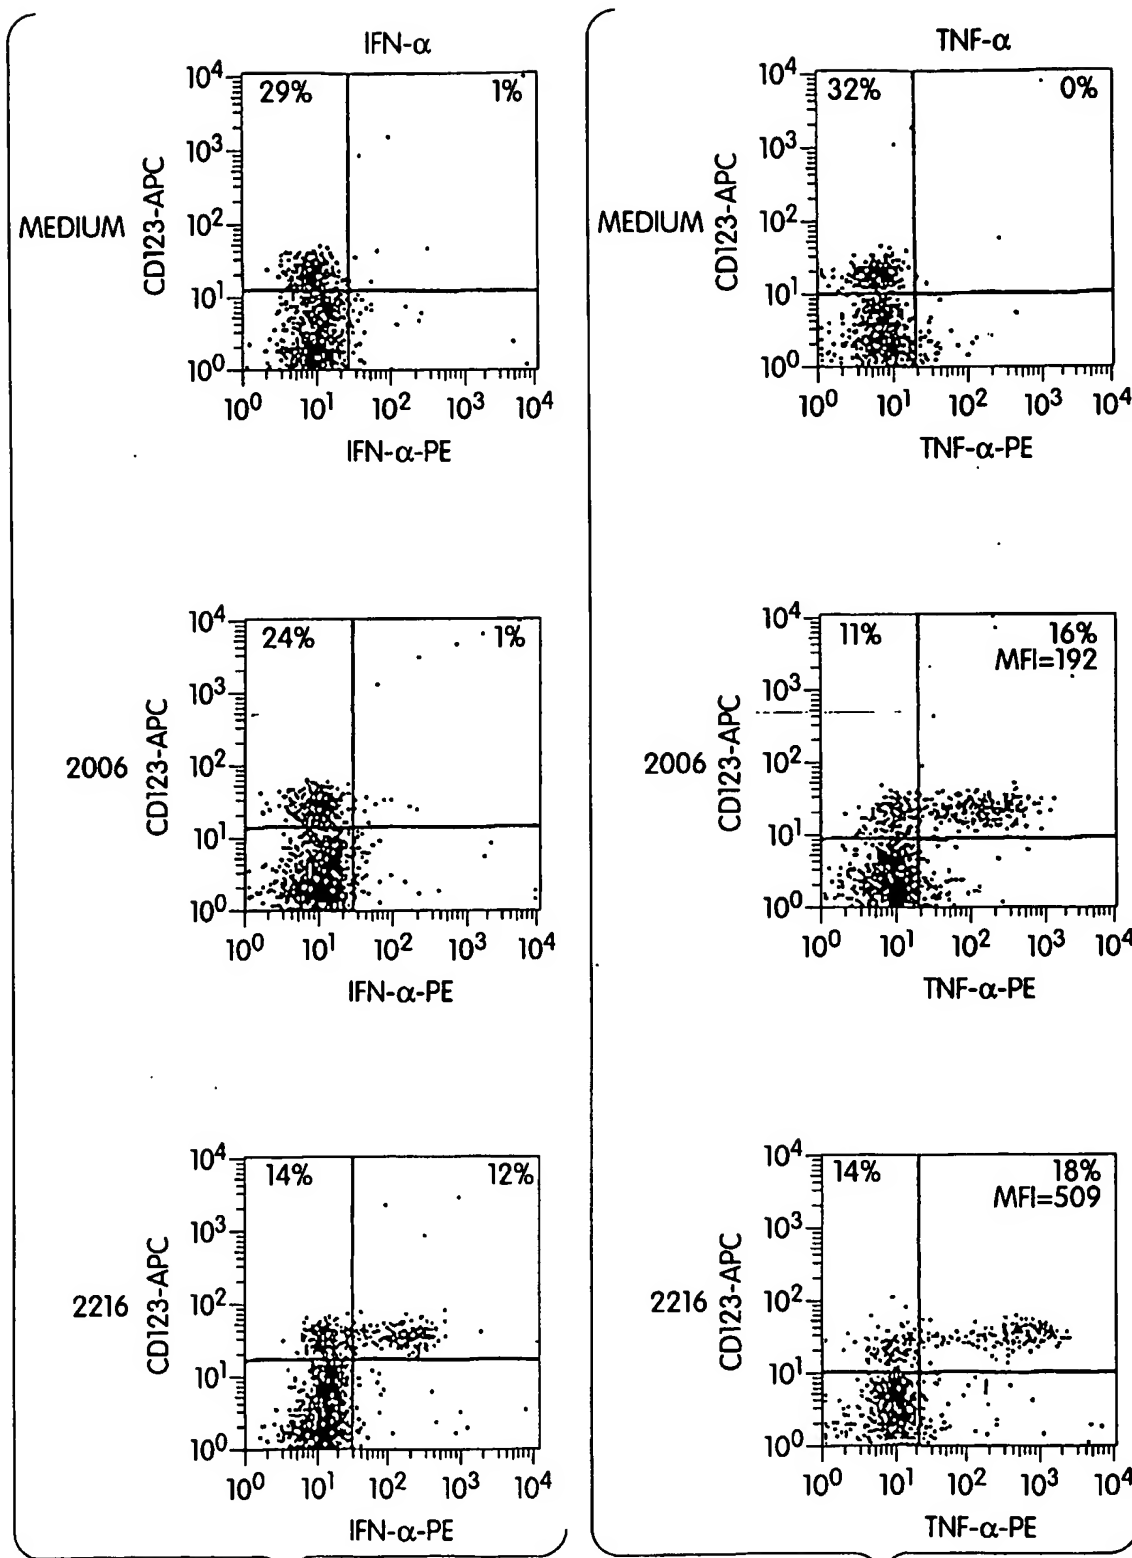 IFN-α
29% 1%
10⁴
10³
10²
10¹
10⁰
MEDIUM
CD123-APC
10⁰ 10¹ 10² 10³ 10⁴
IFN-α-PE
24% 1%
10⁴
10³
10²
10¹
10⁰
2006
CD123-APC
10⁰ 10¹ 10² 10³ 10⁴
IFN-α-PE
14% 12%
10⁴
10³
10²
10¹
10⁰
2216
CD123-APC
10⁰ 10¹ 10² 10³ 10⁴
IFN-α-PE
TNF-α
32% 0%
10⁴
10³
10²
10¹
10⁰
MEDIUM
CD123-APC
10⁰ 10¹ 10² 10³ 10⁴
TNF-α-PE
11% 16%
MFI=192
10⁴
10³
10²
10¹
10⁰
2006
CD123-APC
10⁰ 10¹ 10² 10³ 10⁴
TNF-α-PE
14% 18%
MFI=509
10⁴
10³
10²
10¹
10⁰
2216
CD123-APC
10⁰ 10¹ 10² 10³ 10⁴
TNF-α-PE